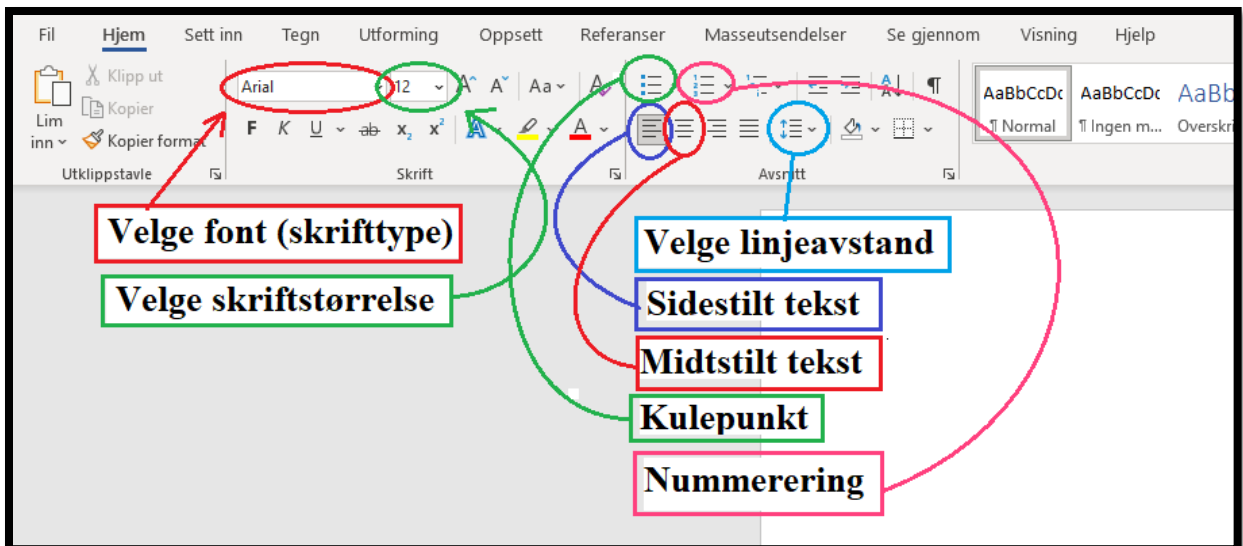 Fil Hjem Sett inn Tegn Utforming Oppsett Referanser Masseutsendelser Se gjennom Visning Hjelp
Klipp ut
Kopier
Kopier format
Lim
inn
Utklippstavle
Arial 12 A A Aa A
F K U ab x₂ x² A A
Skrift
Avsnitt
AaBbCcDc AaBbCcDc AaBb
¶ Normal ¶ Ingen m... Overskri
Velge font (skrifttype)
Velge skriftstørrelse
Velge linjeavstand
Sidestilt tekst
Midtstilt tekst
Kulepunkt
Nummerering